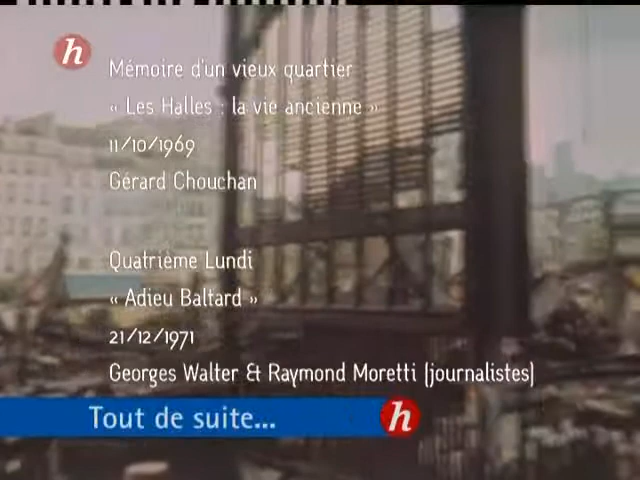 h
Mémoire d'un vieux quartier
« Les Halles : la vie ancienne »
11/10/1969
Gérard Chouchan
Quatrième Lundi
« Adieu Baltard »
21/12/1971
Georges Walter & Raymond Moretti (journalistes)
Tout de suite... h